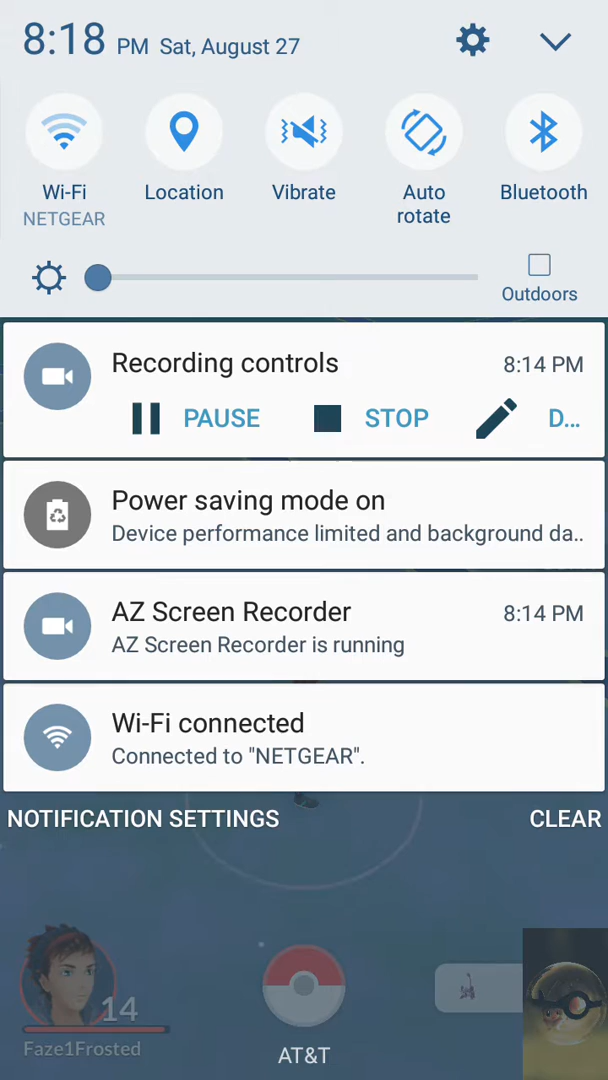 8:18 PM Sat, August 27
Wi-Fi
NETGEAR
Location
Vibrate
Auto
rotate
Bluetooth
Outdoors
Recording controls
8:14 PM
PAUSE
STOP
D...
Power saving mode on
Device performance limited and background da..
AZ Screen Recorder
8:14 PM
AZ Screen Recorder is running
Wi-Fi connected
Connected to "NETGEAR".
NOTIFICATION SETTINGS
CLEAR
14
Faze1Frosted
AT&T